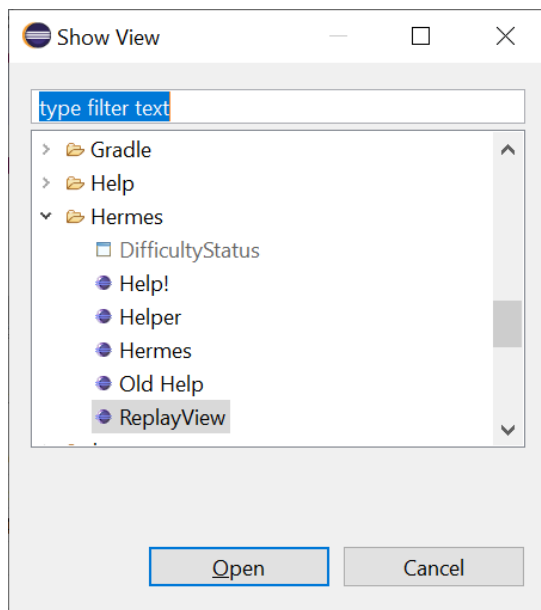 Show View
type filter text
Gradle
Help
Hermes
DifficultyStatus
Help!
Helper
Hermes
Old Help
ReplayView
Open Cancel